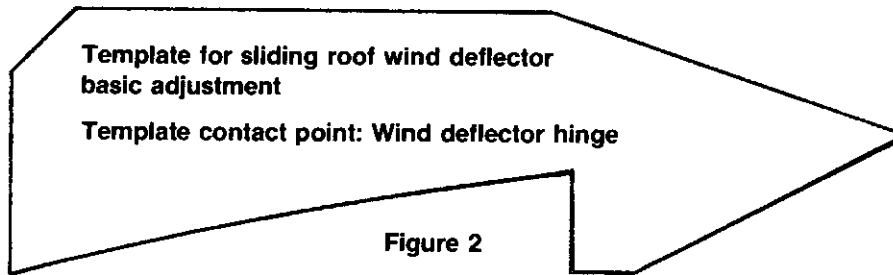 Template for sliding roof wind deflector
basic adjustment
Template contact point: Wind deflector hinge
Figure 2